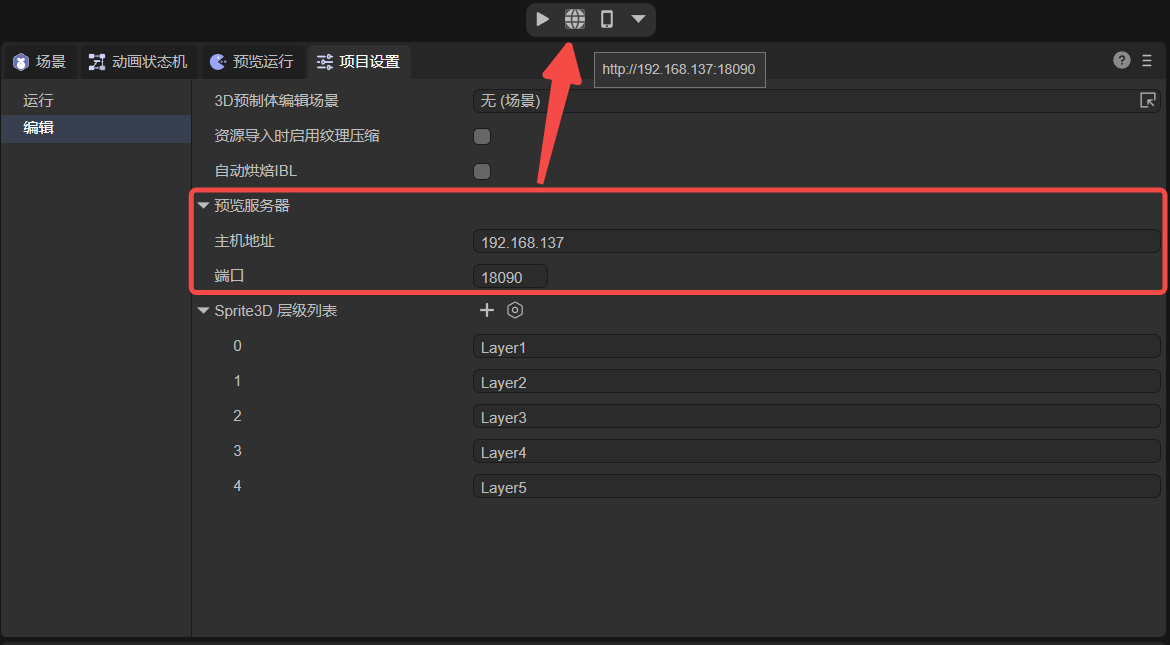 场景
动画状态机
预览运行
项目设置
http://192.168.137:18090
?
运行
编辑
3D预制体编辑场景
无 (场景)
资源导入时启用纹理压缩
自动烘焙IBL
预览服务器
主机地址
192.168.137
端口
18090
Sprite3D 层级列表
0
Layer1
1
Layer2
2
Layer3
3
Layer4
4
Layer5